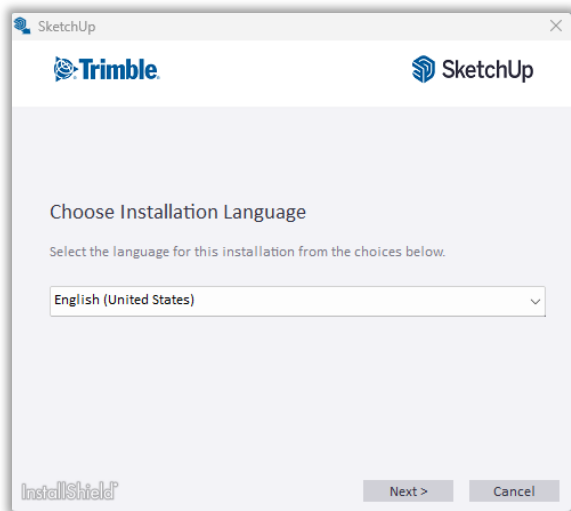 SketchUp
Trimble.
SketchUp
Choose Installation Language
Select the language for this installation from the choices below.
English (United States)
InstallShield
Next >
Cancel